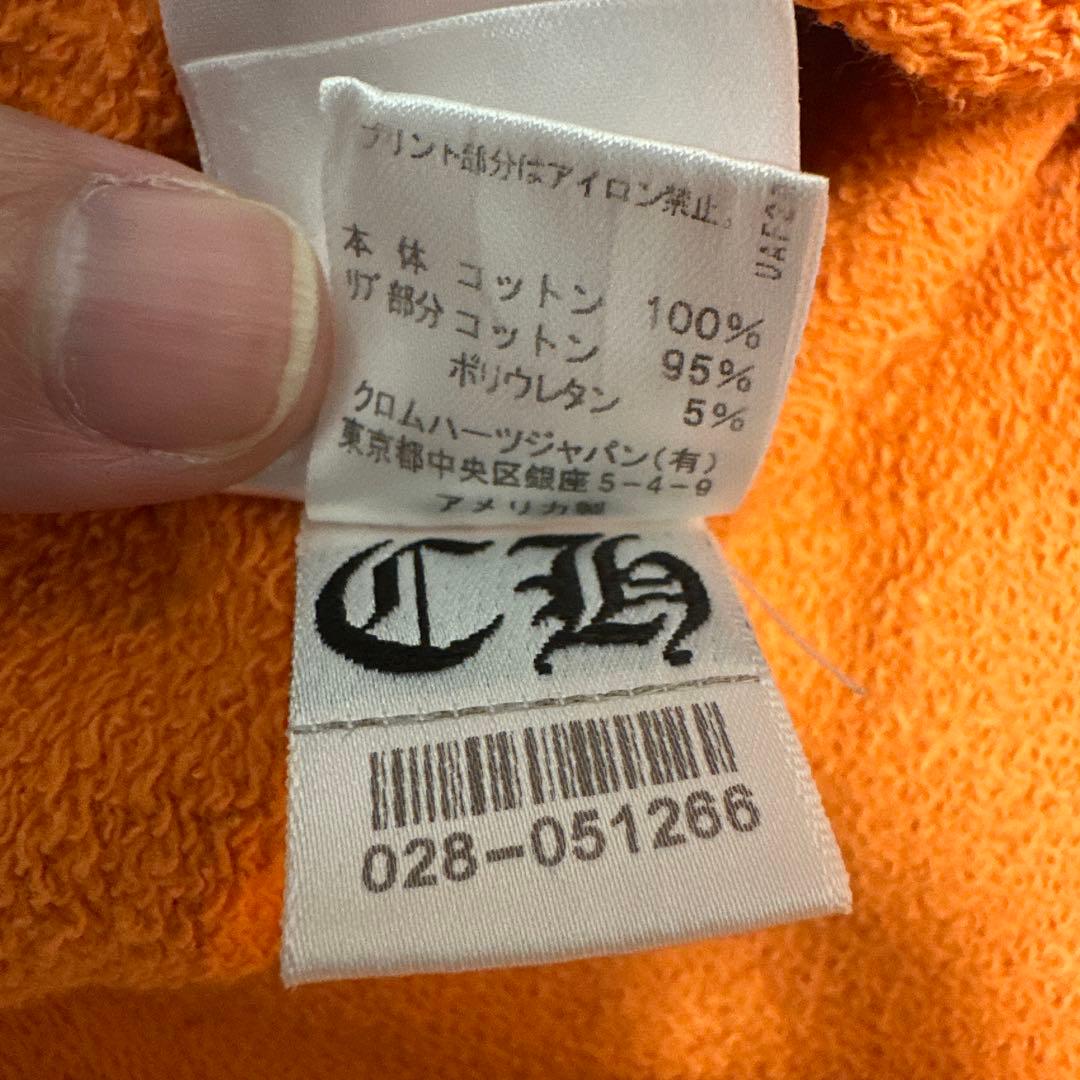 プリント部分はアイロン禁止。
本体 コットン 100%
リブ部分 コットン 95%
ポリウレタン 5%
クロムハーツジャパン(有)
東京都中央区銀座5-4-9
アメリカ製
CH
028-051266